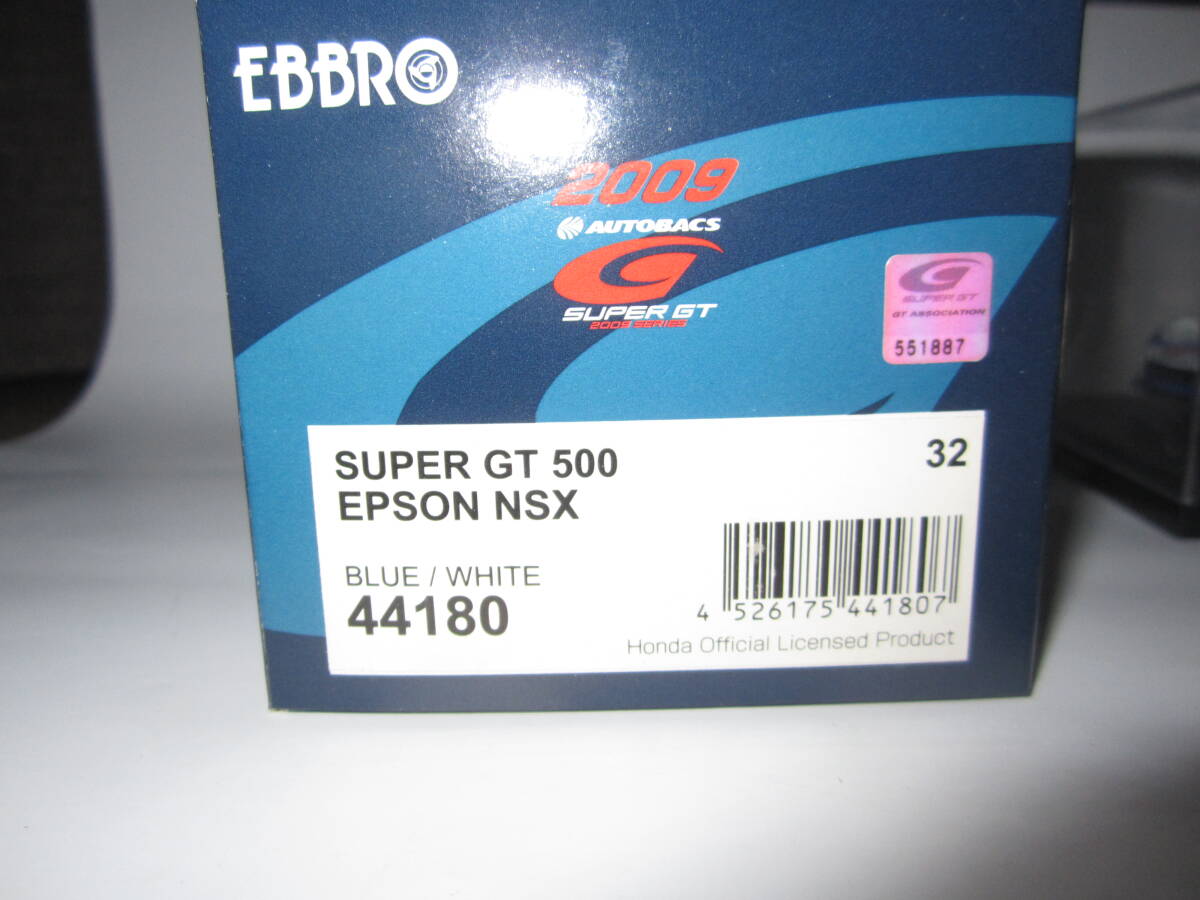 EBBRO
2009
AUTOBACS
SUPER GT
2009 SERIES
SUPER GT
GT ASSOCIATION
551887
SUPER GT 500
32
EPSON NSX
BLUE / WHITE
44180
4 526175 441807
Honda Official Licensed Product